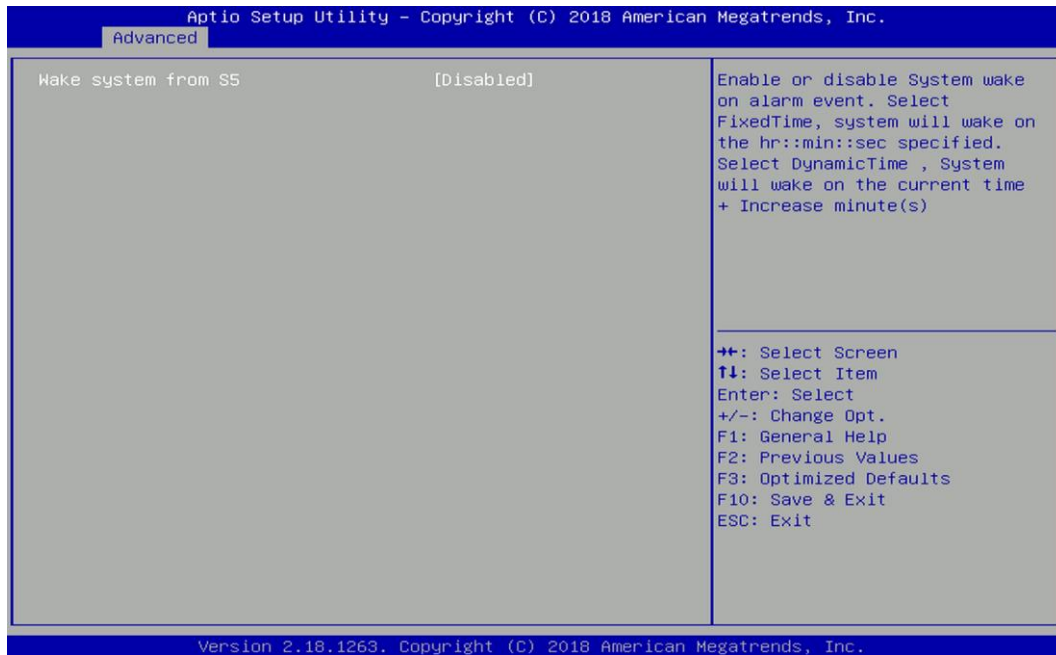 Aptio Setup Utility – Copyright (C) 2018 American Megatrends, Inc.
Advanced
Wake system from S5 [Disabled]
Enable or disable System wake
on alarm event. Select
FixedTime, system will wake on
the hr::min::sec specified.
Select DynamicTime , System
will wake on the current time
+ Increase minute(s)
→←: Select Screen
↑↓: Select Item
Enter: Select
+/-: Change Opt.
F1: General Help
F2: Previous Values
F3: Optimized Defaults
F10: Save & Exit
ESC: Exit
Version 2.18.1263. Copyright (C) 2018 American Megatrends, Inc.